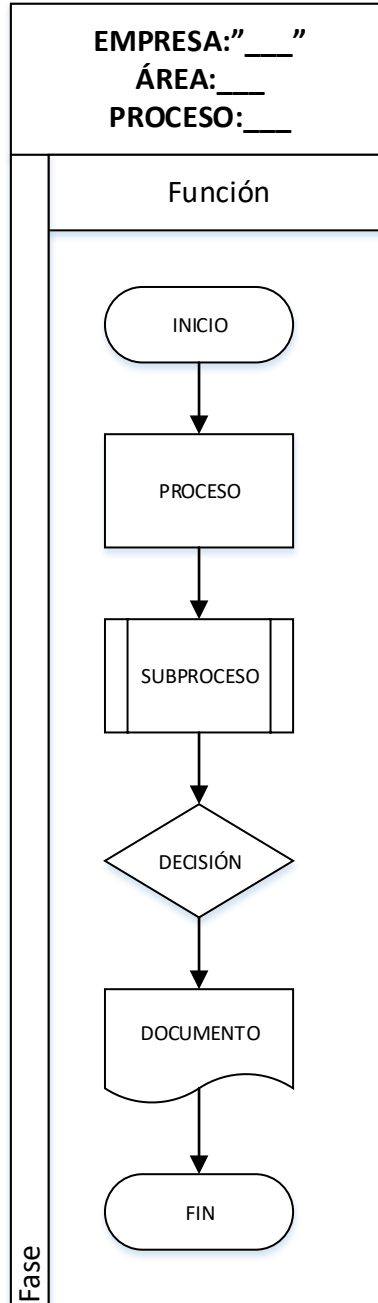 EMPRESA:”___”
ÁREA:___
PROCESO:___
Función
INICIO
PROCESO
SUBPROCESO
DECISIÓN
DOCUMENTO
FIN
Fase